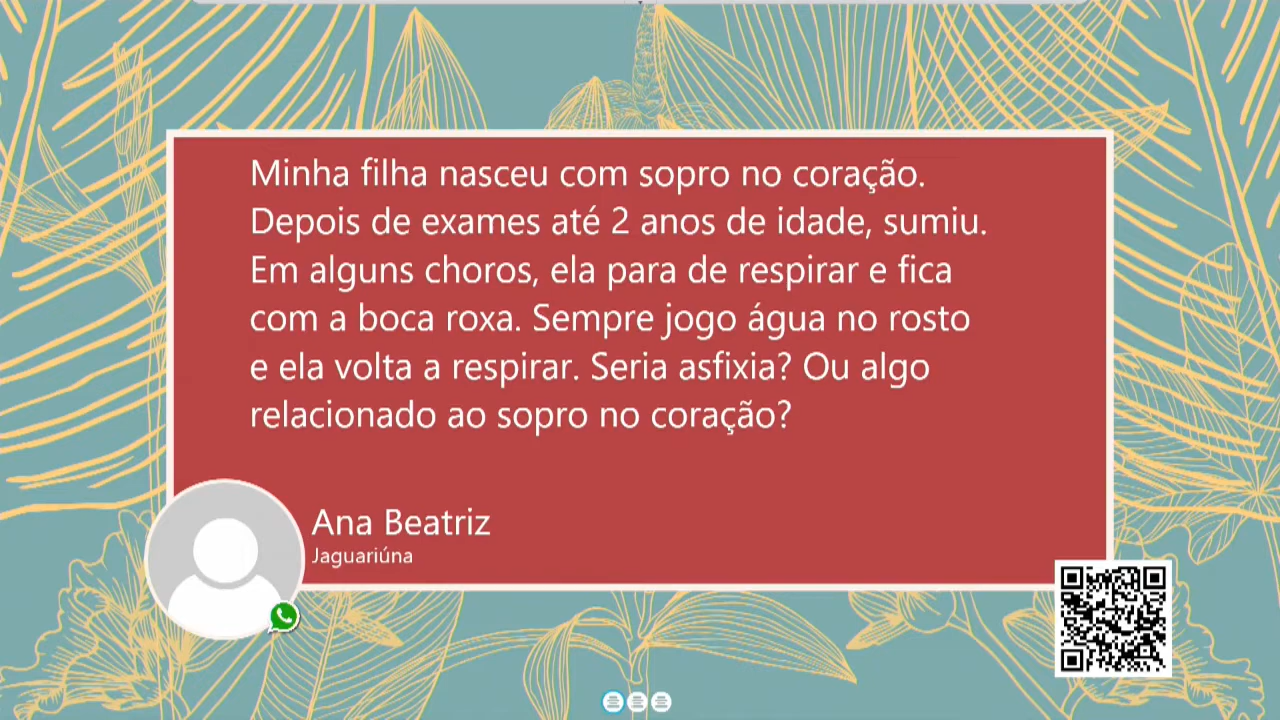 Minha filha nasceu com sopro no coração.
Depois de exames até 2 anos de idade, sumiu.
Em alguns choros, ela para de respirar e fica
com a boca roxa. Sempre jogo água no rosto
e ela volta a respirar. Seria asfixia? Ou algo
relacionado ao sopro no coração?
Ana Beatriz
Jaguariúna